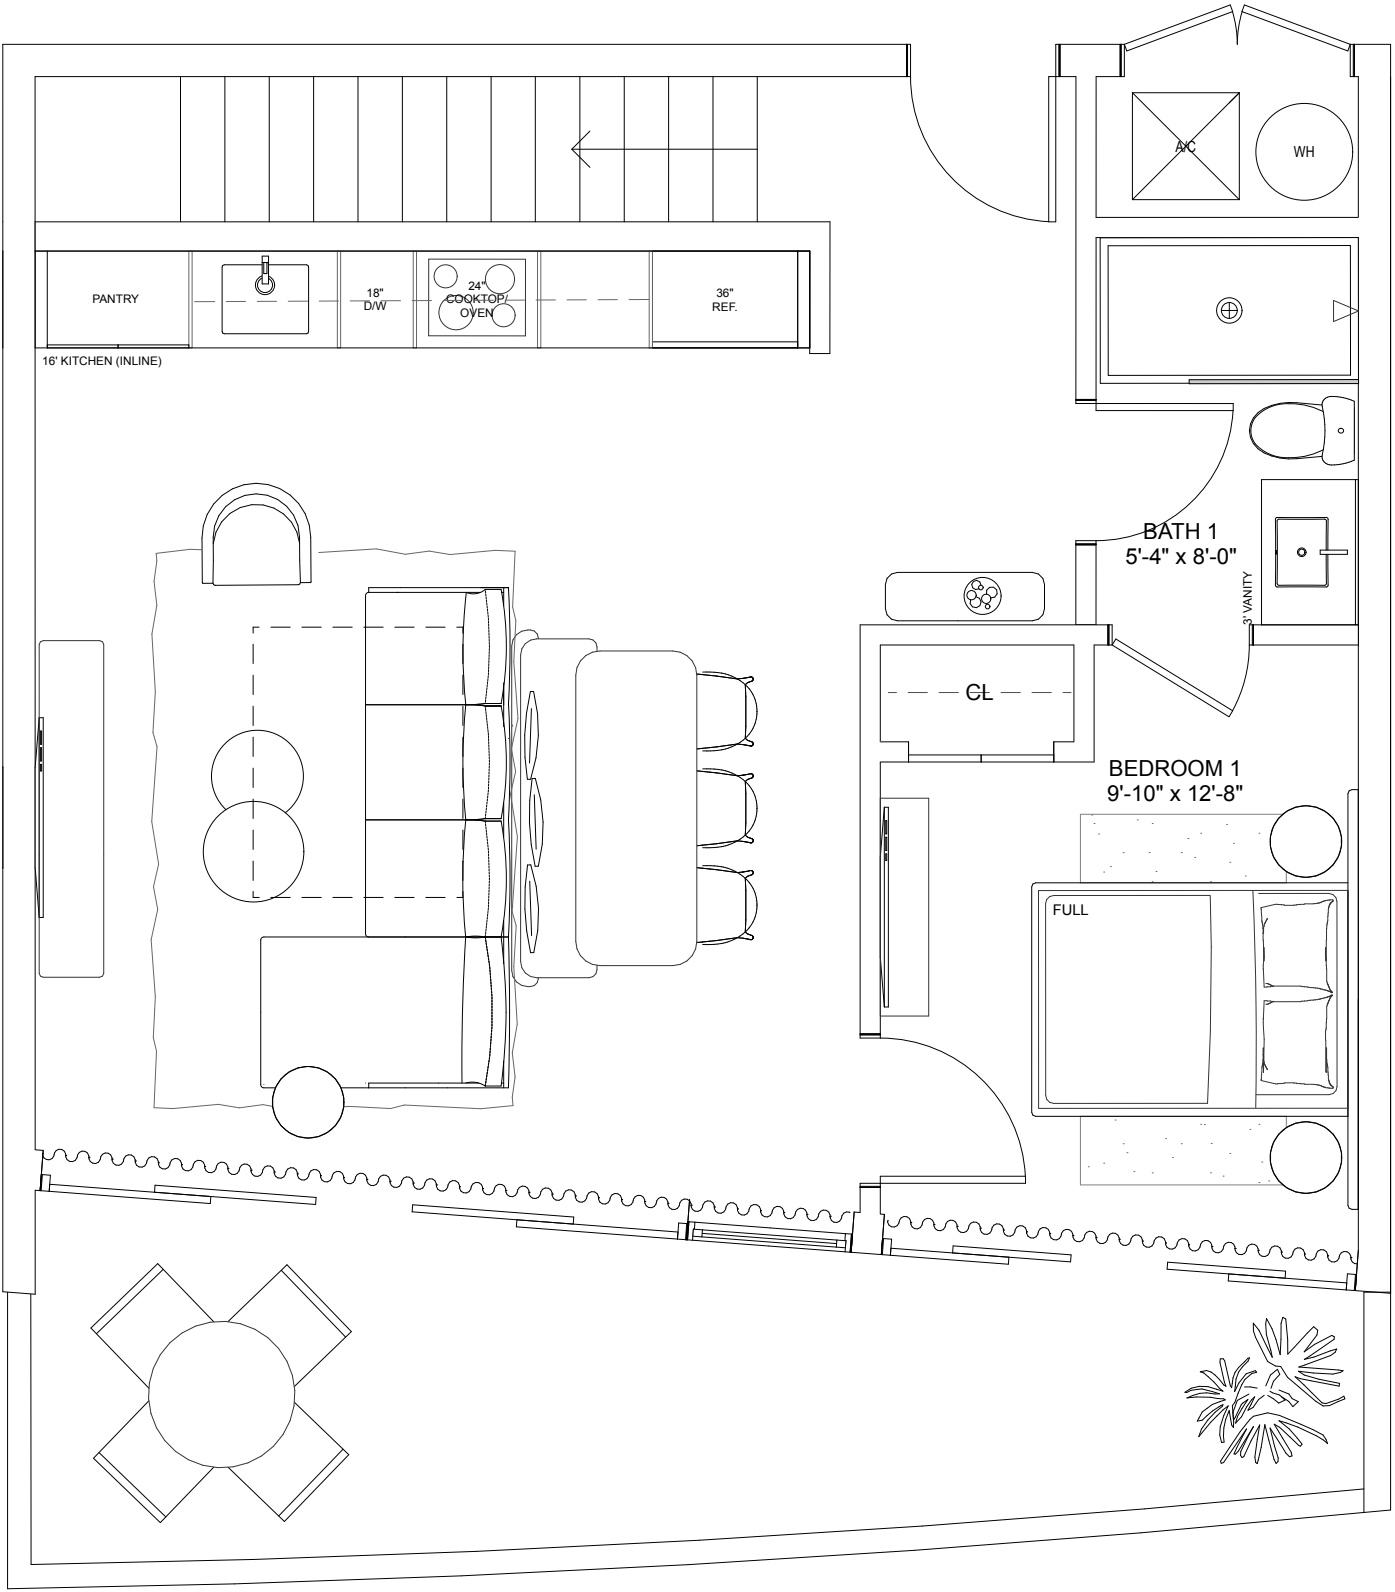 A/C
WH
PANTRY
18"
D/W
24"
COOKTOP/
OVEN
36"
REF.
16' KITCHEN (INLINE)
BATH 1
5'-4" x 8'-0"
3' VANITY
CL
BEDROOM 1
9'-10" x 12'-8"
FULL